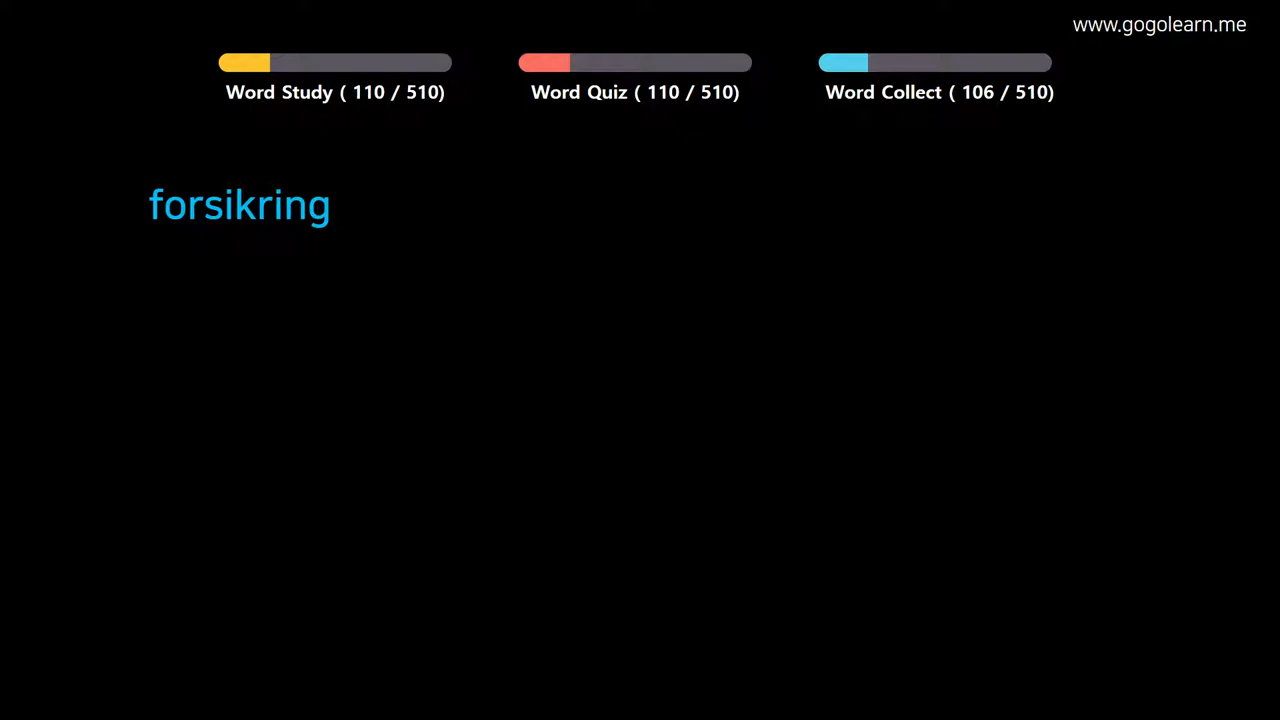 www.gogolearn.me
Word Study ( 110 / 510)
Word Quiz ( 110 / 510)
Word Collect ( 106 / 510)
forsikring